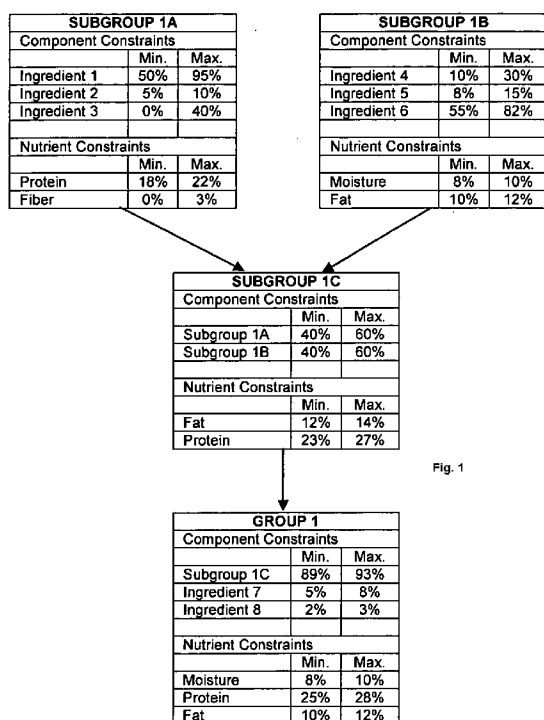 SUBGROUP 1A
Component Constraints
Min. Max.
Ingredient 1 50% 95%
Ingredient 2 5% 10%
Ingredient 3 0% 40%
Nutrient Constraints
Min. Max.
Protein 18% 22%
Fiber 0% 3%
SUBGROUP 1B
Component Constraints
Min. Max.
Ingredient 4 10% 30%
Ingredient 5 8% 15%
Ingredient 6 55% 82%
Nutrient Constraints
Min. Max.
Moisture 8% 10%
Fat 10% 12%
SUBGROUP 1C
Component Constraints
Min. Max.
Subgroup 1A 40% 60%
Subgroup 1B 40% 60%
Nutrient Constraints
Min. Max.
Fat 12% 14%
Protein 23% 27%
Fig. 1
GROUP 1
Component Constraints
Min. Max.
Subgroup 1C 89% 93%
Ingredient 7 5% 8%
Ingredient 8 2% 3%
Nutrient Constraints
Min. Max.
Moisture 8% 10%
Protein 25% 28%
Fat 10% 12%